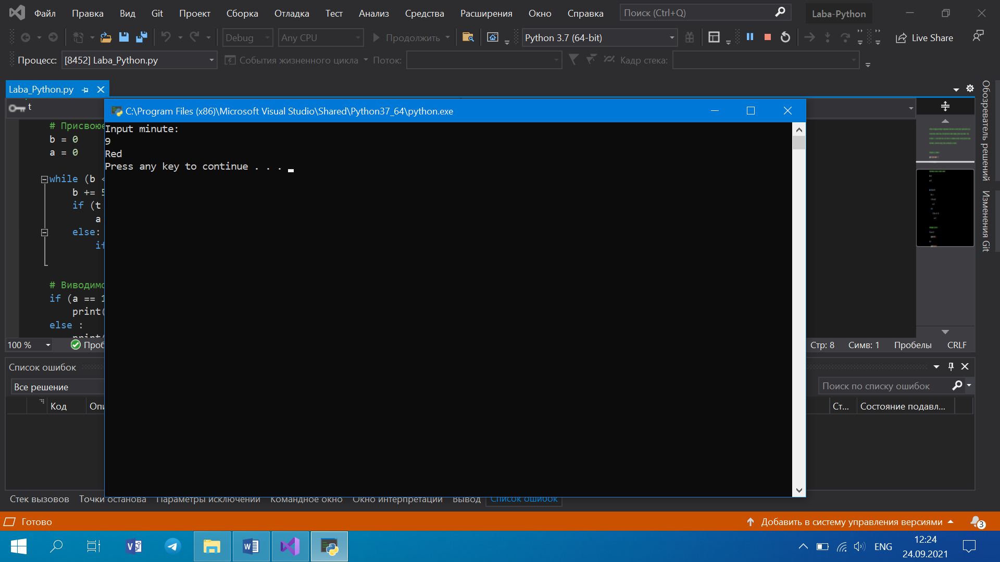 Файл Правка Вид Git Проект Сборка Отладка Тест Анализ Средства Расширения Окно Справка Поиск (Ctrl+Q) Laba-Python
Debug Any CPU Продолжить Python 3.7 (64-bit) Live Share
Процесс: [8452] Laba_Python.py События жизненного цикла Поток: Кадр стека:
Laba_Python.py
t
C:\Program Files (x86)\Microsoft Visual Studio\Shared\Python37_64\python.exe
Input minute:
9
Red
Press any key to continue . . .
b = 0
a = 0
while (b <
b +=
if (t
a
else:
if
if (a ==
print(
else :
print(
100 %
Стр: 8 Симв: 1 Пробелы CRLF
Обозреватель решений
Изменения Git
Список ошибок
Все решение
Поиск по списку ошибок
Код
Ст... Состояние подавл...
Стек вызовов Точки останова Параметры исключений Командное окно Окно интерпретации Вывод Список ошибок
Готово
Добавить в систему управления версиями 3
ENG
12:24
24.09.2021